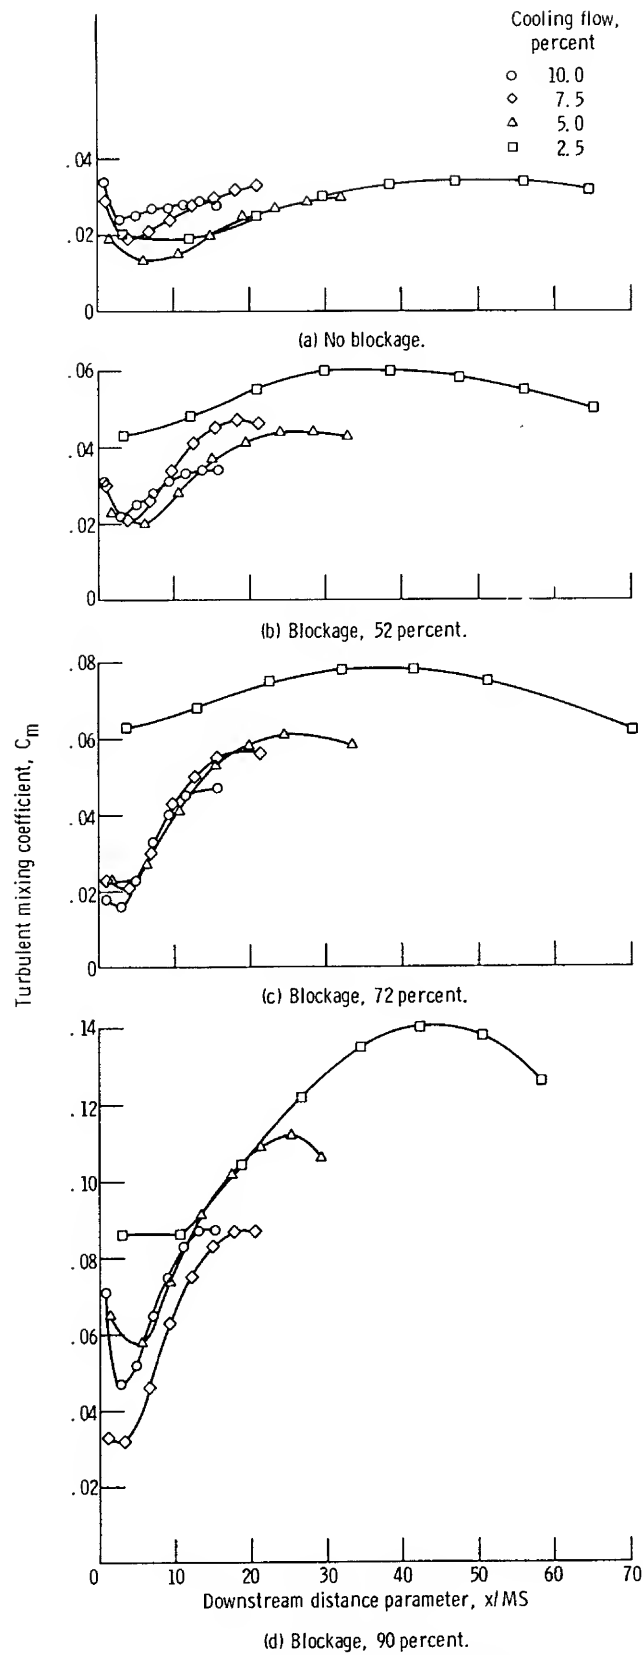 Cooling flow,
percent
10.0
7.5
5.0
2.5
.04
.02
0
(a) No blockage.
.06
.04
.02
0
(b) Blockage, 52 percent.
.08
.06
.04
.02
0
(c) Blockage, 72 percent.
Turbulent mixing coefficient, Cm
.14
.12
.10
.08
.06
.04
.02
0 10 20 30 40 50 60 70
Downstream distance parameter, x/MS
(d) Blockage, 90 percent.